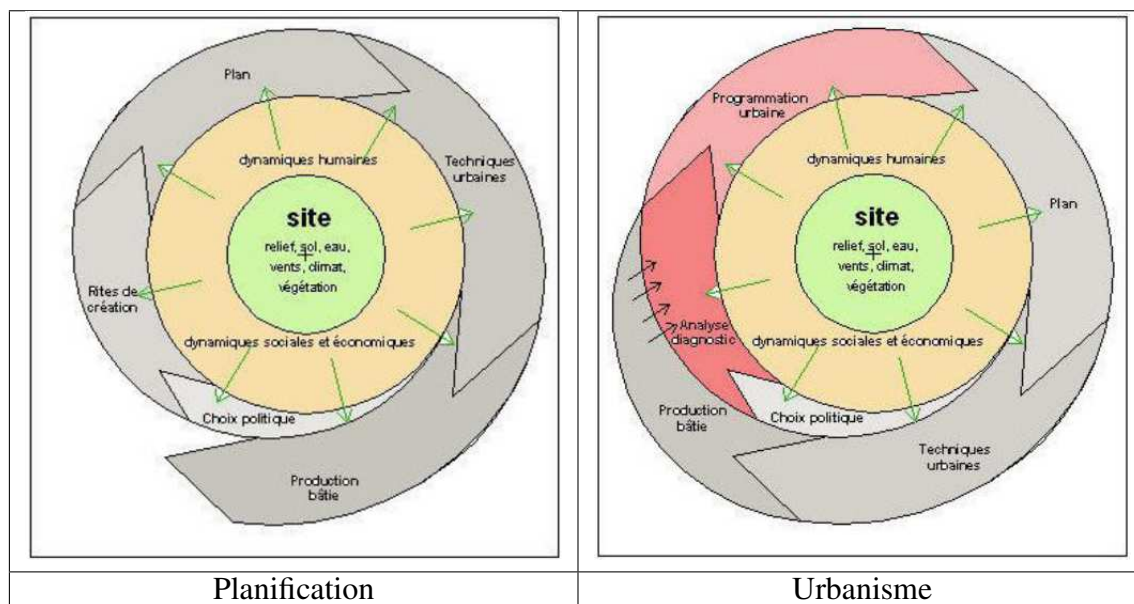 Plan
Techniques
urbaines
dynamiques humaines
site
relief, sol, eau,
vents, climat,
végétation
Rites de
création
dynamiques sociales et économiques
Choix politique
Production
bâtie
Planification
Programmation
urbaine
dynamiques humaines
Plan
site
relief, sol, eau,
vents, climat,
végétation
Analyse
diagnostic
dynamiques sociales et économiques
Choix politique
Production
bâtie
Techniques
urbaines
Urbanisme